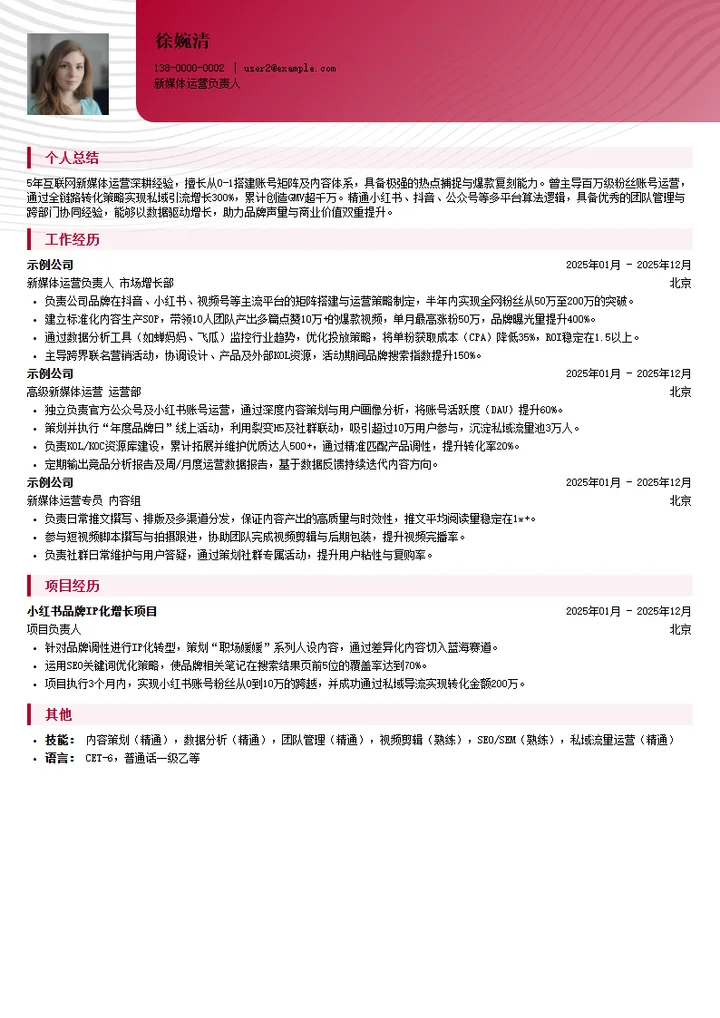 徐婉清
138-0000-0002 | user2@example.com
新媒体运营负责人
个人总结
5年互联网新媒体运营深耕经验，擅长从0-1搭建账号矩阵及内容体系，具备极强的热点捕捉与爆款复刻能力。曾主导百万级粉丝账号运营，
通过全链路转化策略实现私域引流增长300%，累计创造GMV超千万。精通小红书、抖音、公众号等多平台算法逻辑，具备优秀的团队管理与
跨部门协同经验，能够以数据驱动增长，助力品牌声量与商业价值双重提升。
工作经历
示例公司 2025年01月 - 2025年12月
新媒体运营负责人 市场增长部 北京
• 负责公司品牌在抖音、小红书、视频号等主流平台的矩阵搭建与运营策略制定，半年内实现全网粉丝从50万至200万的突破。
• 建立标准化内容生产SOP，带领10人团队产出多篇点赞10万+的爆款视频，单月最高涨粉50万，品牌曝光量提升400%。
• 通过数据分析工具（如蝉妈妈、飞瓜）监控行业趋势，优化投放策略，将单粉获取成本（CPA）降低35%，ROI稳定在1.5以上。
• 主导跨界联名营销活动，协调设计、产品及外部KOL资源，活动期间品牌搜索指数提升150%。
示例公司 2025年01月 - 2025年12月
高级新媒体运营 运营部 北京
• 独立负责官方公众号及小红书账号运营，通过深度内容策划与用户画像分析，将账号活跃度（DAU）提升60%。
• 策划并执行“年度品牌日”线上活动，利用裂变H5及社群联动，吸引超过10万用户参与，沉淀私域流量池3万人。
• 负责KOL/KOC资源库建设，累计拓展并维护优质达人500+，通过精准匹配产品调性，提升转化率20%。
• 定期输出竞品分析报告及周/月度运营数据报告，基于数据反馈持续迭代内容方向。
示例公司 2025年01月 - 2025年12月
新媒体运营专员 内容组 北京
• 负责日常推文撰写、排版及多渠道分发，保证内容产出的高质量与时效性，推文平均阅读量稳定在1w+。
• 参与短视频脚本撰写与拍摄跟进，协助团队完成视频剪辑与后期包装，提升视频完播率。
• 负责社群日常维护与用户答疑，通过策划社群专属活动，提升用户粘性与复购率。
项目经历
小红书品牌IP化增长项目 2025年01月 - 2025年12月
项目负责人 北京
• 针对品牌调性进行IP化转型，策划“职场媛媛”系列人设内容，通过差异化内容切入蓝海赛道。
• 运用SEO关键词优化策略，使品牌相关笔记在搜索结果页前5位的覆盖率达到70%。
• 项目执行3个月内，实现小红书账号粉丝从0到10万的跨越，并成功通过私域导流实现转化金额200万。
其他
• 技能： 内容策划（精通），数据分析（精通），团队管理（精通），视频剪辑（熟练），SEO/SEM（熟练），私域流量运营（精通）
• 语言： CET-6，普通话一级乙等